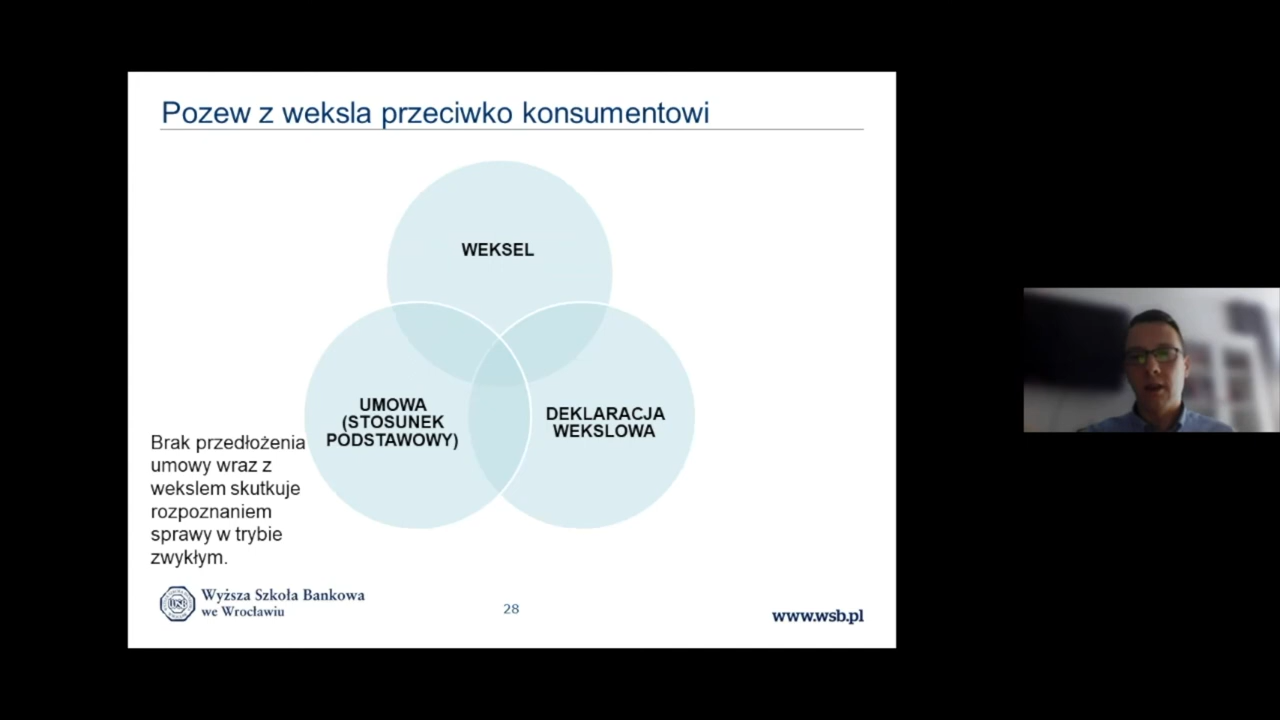 Pozew z weksla przeciwko konsumentowi
WEKSEL
UMOWA
(STOSUNEK
PODSTAWOWY)
DEKLARACJA
WEKSLOWA
Brak przedłożenia
umowy wraz z
wekslem skutkuje
rozpoznaniem
sprawy w trybie
zwykłym.
WSB
Wyższa Szkoła Bankowa
we Wrocławiu
28
www.wsb.pl